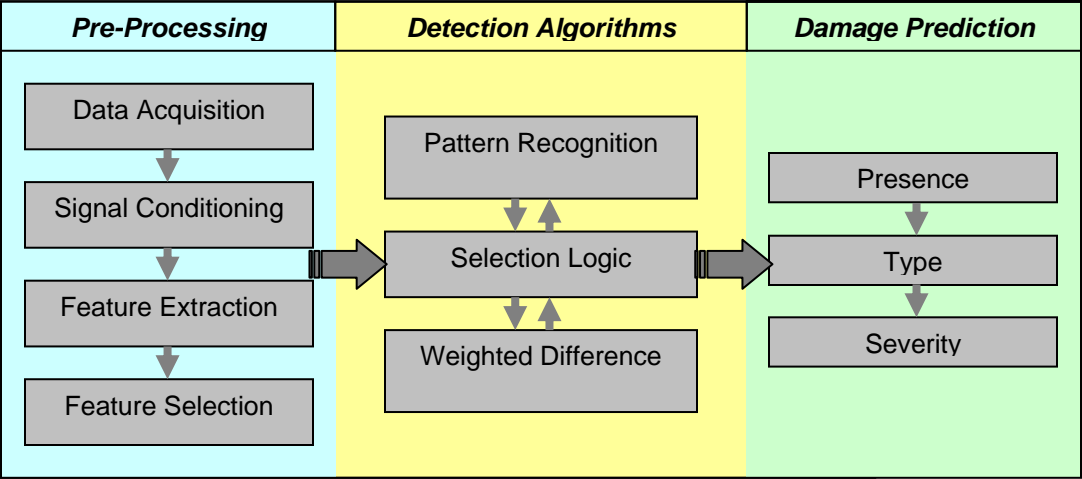 Pre-Processing
Detection Algorithms
Damage Prediction
Data Acquisition
Signal Conditioning
Feature Extraction
Feature Selection
Pattern Recognition
Selection Logic
Weighted Difference
Presence
Type
Severity